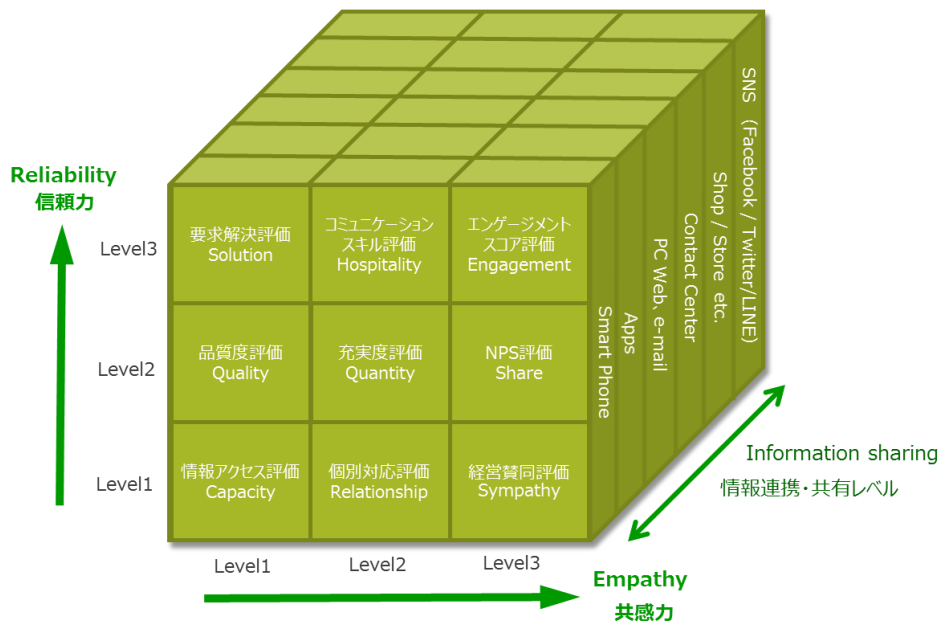 Reliability
信頼力
Level3
Level2
Level1
要求解決評価
Solution
コミュニケーション
スキル評価
Hospitality
エンゲージメント
スコア評価
Engagement
品質度評価
Quality
充実度評価
Quantity
NPS評価
Share
情報アクセス評価
Capacity
個別対応評価
Relationship
経営賛同評価
Sympathy
Smart Phone
Apps
PC Web、e-mail
Contact Center
Shop / Store etc.
SNS （Facebook / Twitter/LINE）
Information sharing
情報連携・共有レベル
Level1
Level2
Level3
Empathy
共感力